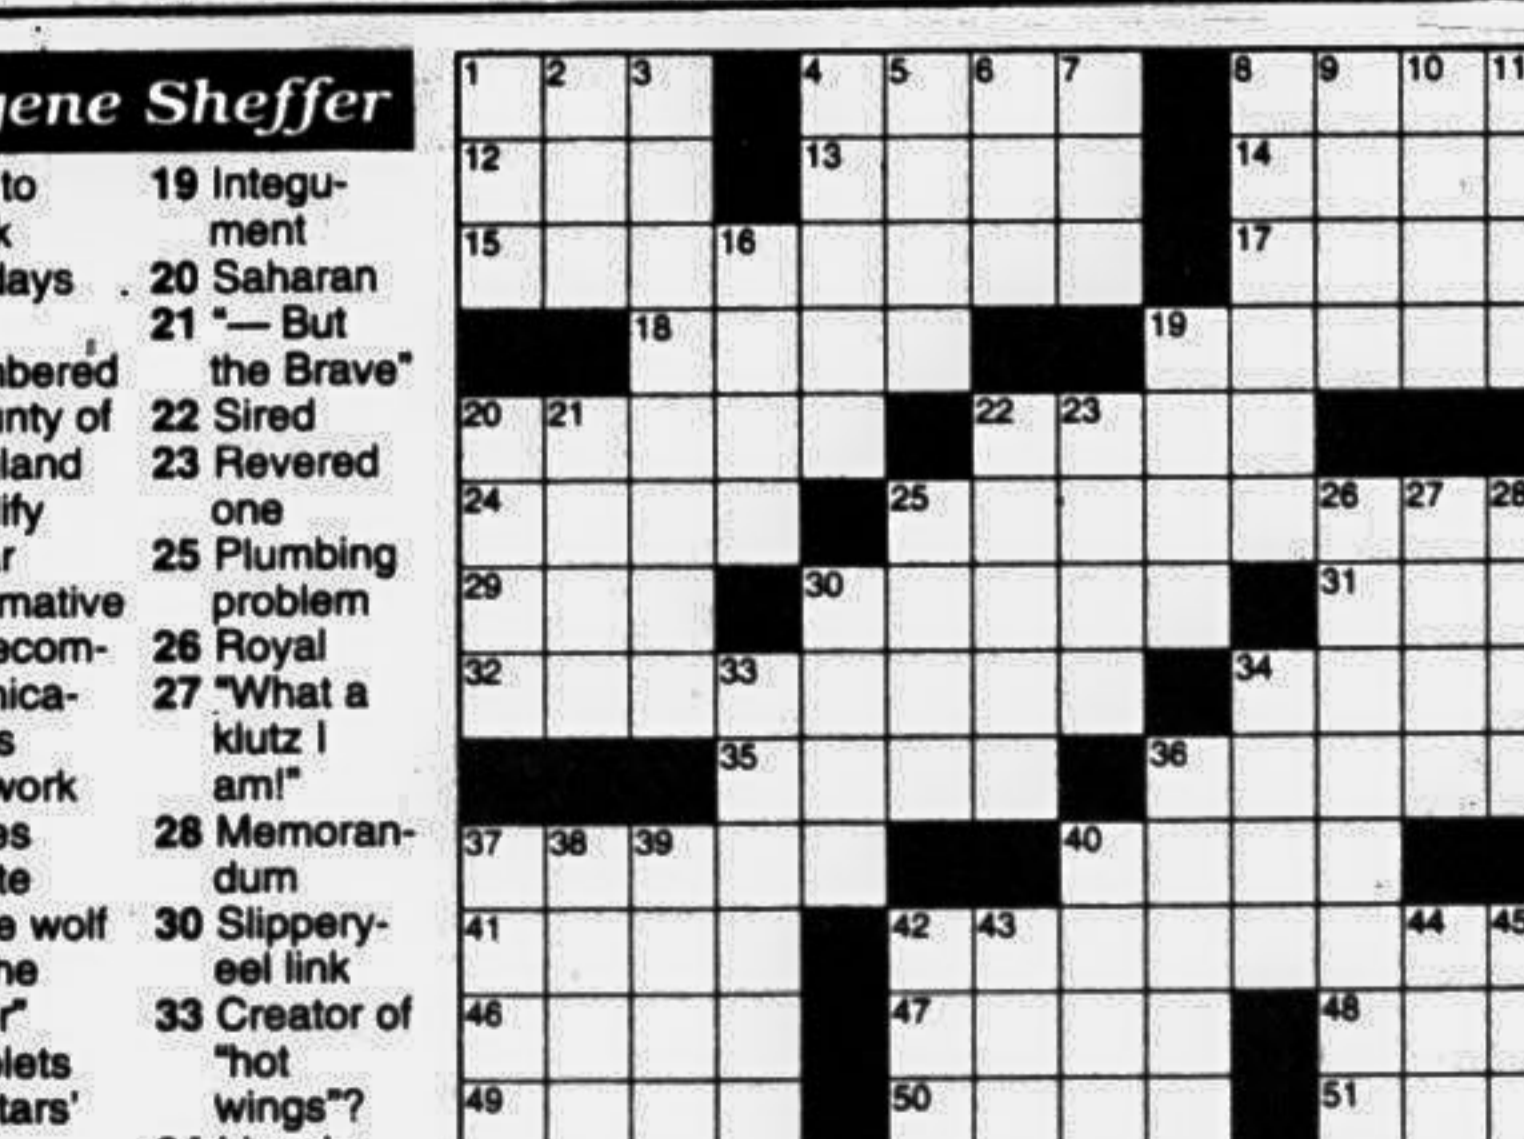 gene Sheffer
to
days
nbered
unty of
land
ify
r
mative
ecom-
nica-
s
work
es
te
e wolf
ne
r"
lets
tars'
19 Integu-
ment
20 Saharan
21 "— But
the Brave"
22 Sired
23 Revered
one
25 Plumbing
problem
26 Royal
27 "What a
klutz I
am!"
28 Memoran-
dum
30 Slippery-
eel link
33 Creator of
"hot
wings"?
1 2 3 4 5 6 7 8 9 10 11
12 13 14
15 16 17
18 19
20 21 22 23
24 25 26 27 28
29 30 31
32 33 34
35 36
37 38 39 40
41 42 43 44 45
46 47 48
49 50 51